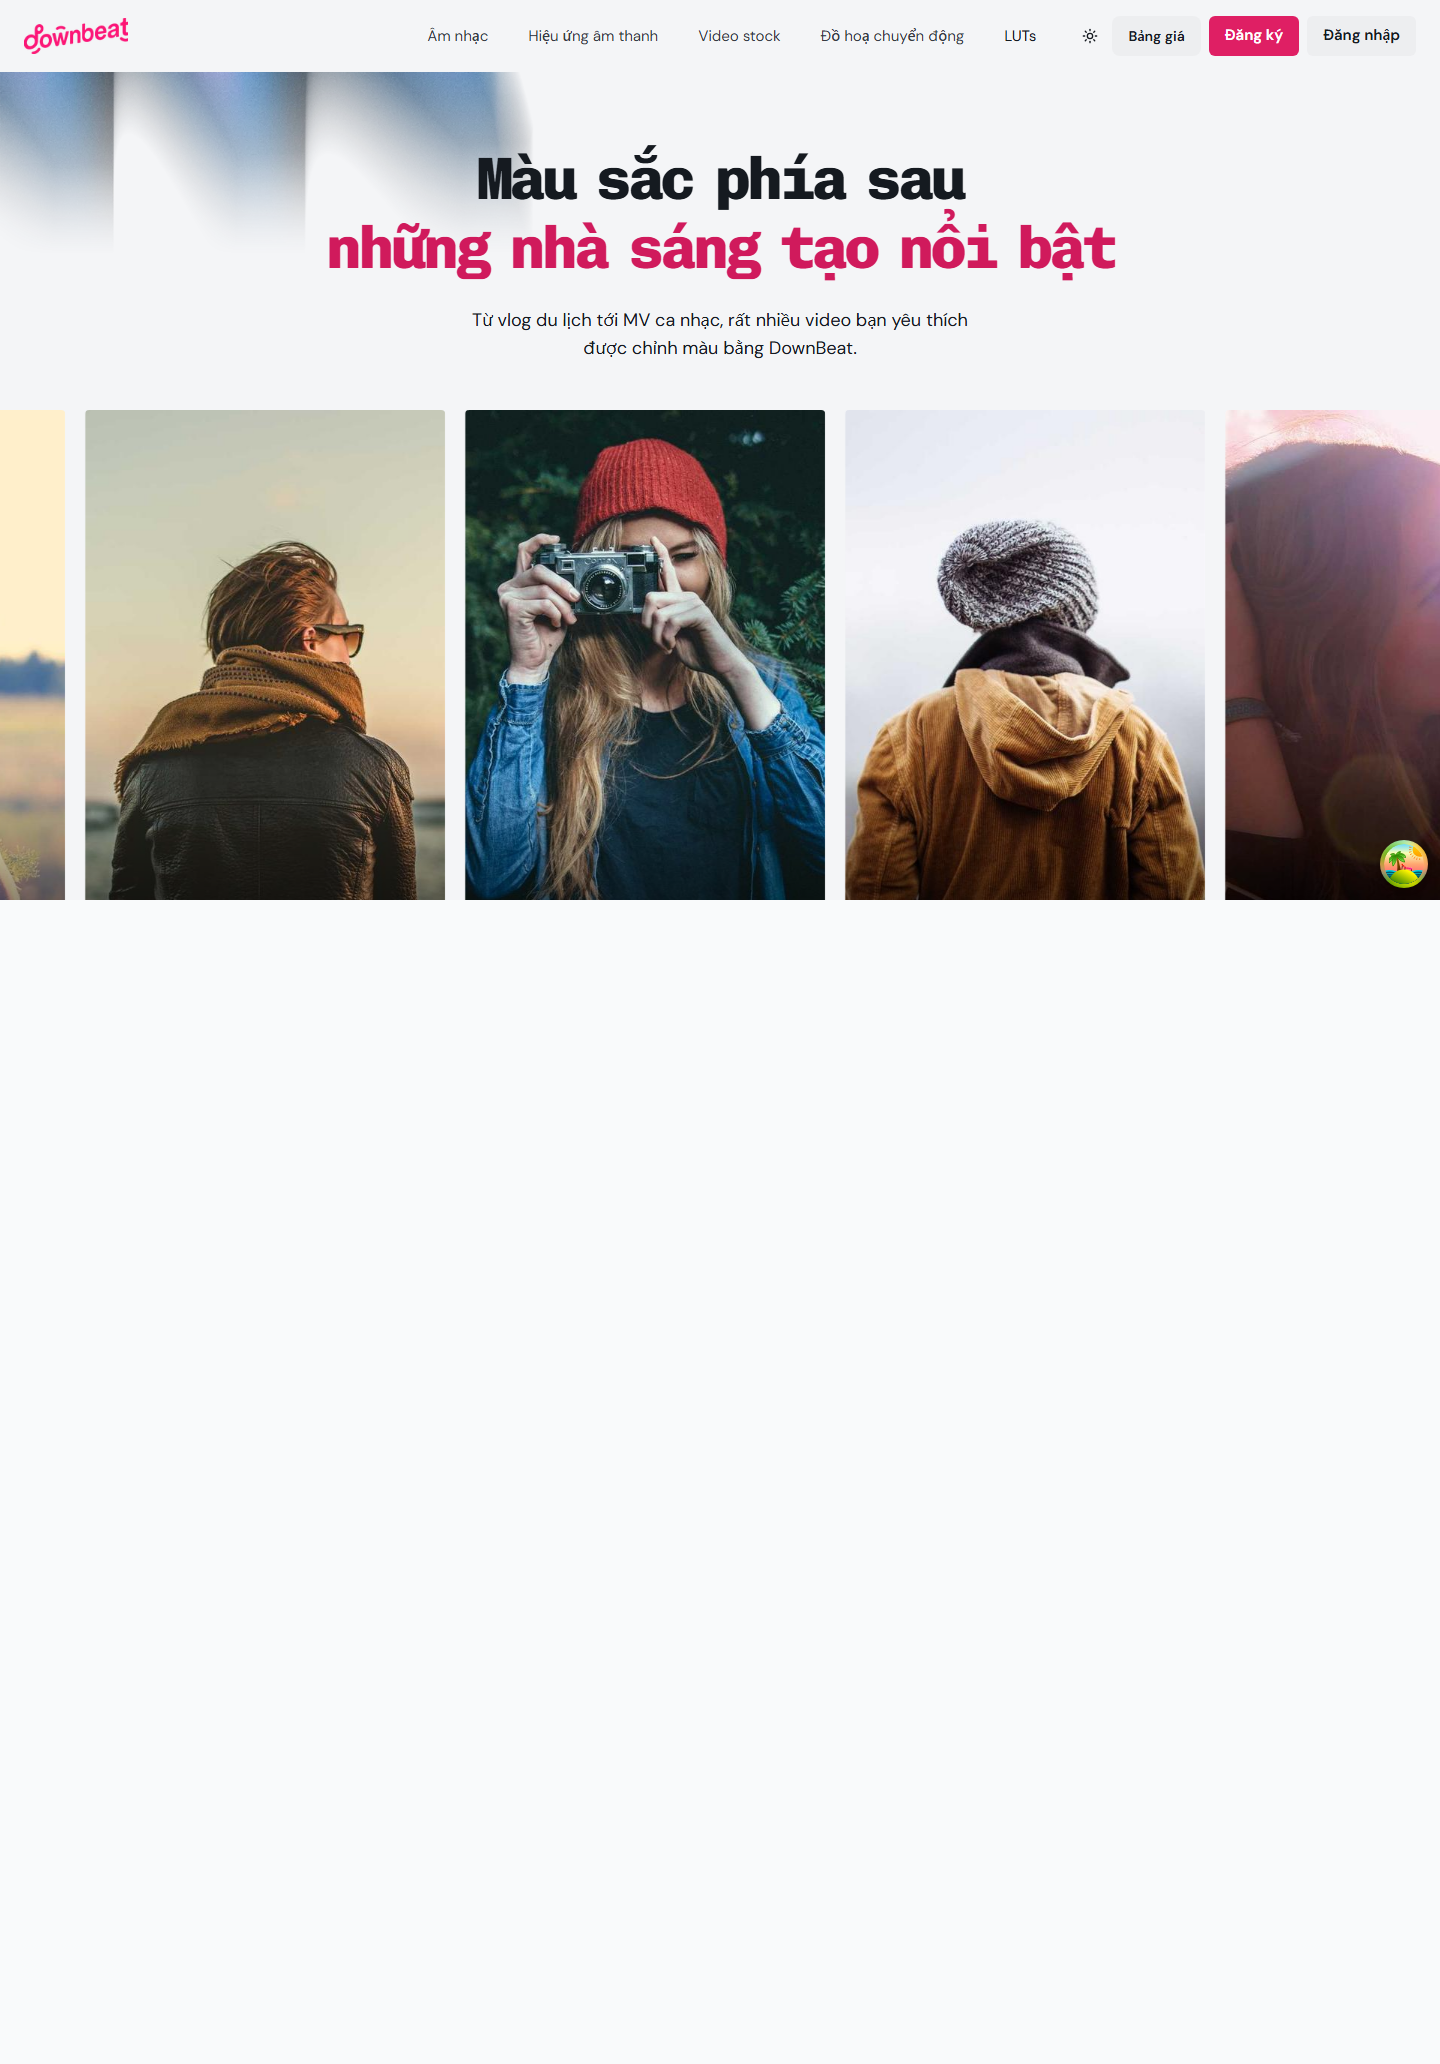 downbeat
Âm nhạc
Hiệu ứng âm thanh
Video stock
Đồ hoạ chuyển động
LUTs
Bảng giá
Đăng ký
Đăng nhập
Màu sắc phía sau
những nhà sáng tạo nổi bật
Từ vlog du lịch tới MV ca nhạc, rất nhiều video bạn yêu thích
được chỉnh màu bằng DownBeat.